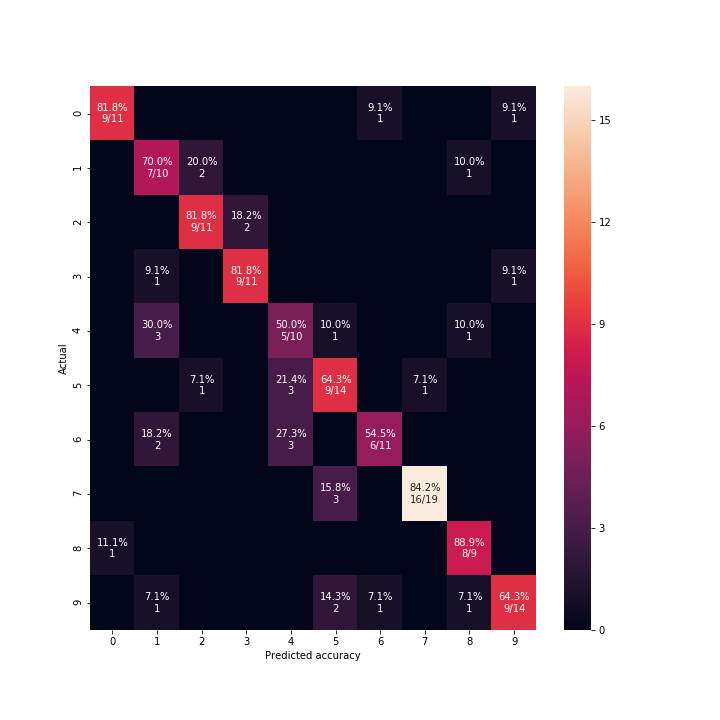 81.8% 9.1% 9.1%
9/11 1 1
0
70.0% 20.0% 10.0%
7/10 2 1
1
81.8% 18.2%
9/11 2
2
9.1% 81.8% 9.1%
1 9/11 1
3
30.0% 50.0% 10.0% 10.0%
3 5/10 1 1
4
7.1% 21.4% 64.3% 7.1%
1 3 9/14 1
5
18.2% 27.3% 54.5%
2 3 6/11
6
15.8% 84.2%
3 16/19
7
11.1% 88.9%
1 8/9
8
7.1% 14.3% 7.1% 7.1% 64.3%
1 2 1 1 9/14
9
Actual
0 1 2 3 4 5 6 7 8 9
Predicted accuracy
15
12
9
6
3
0